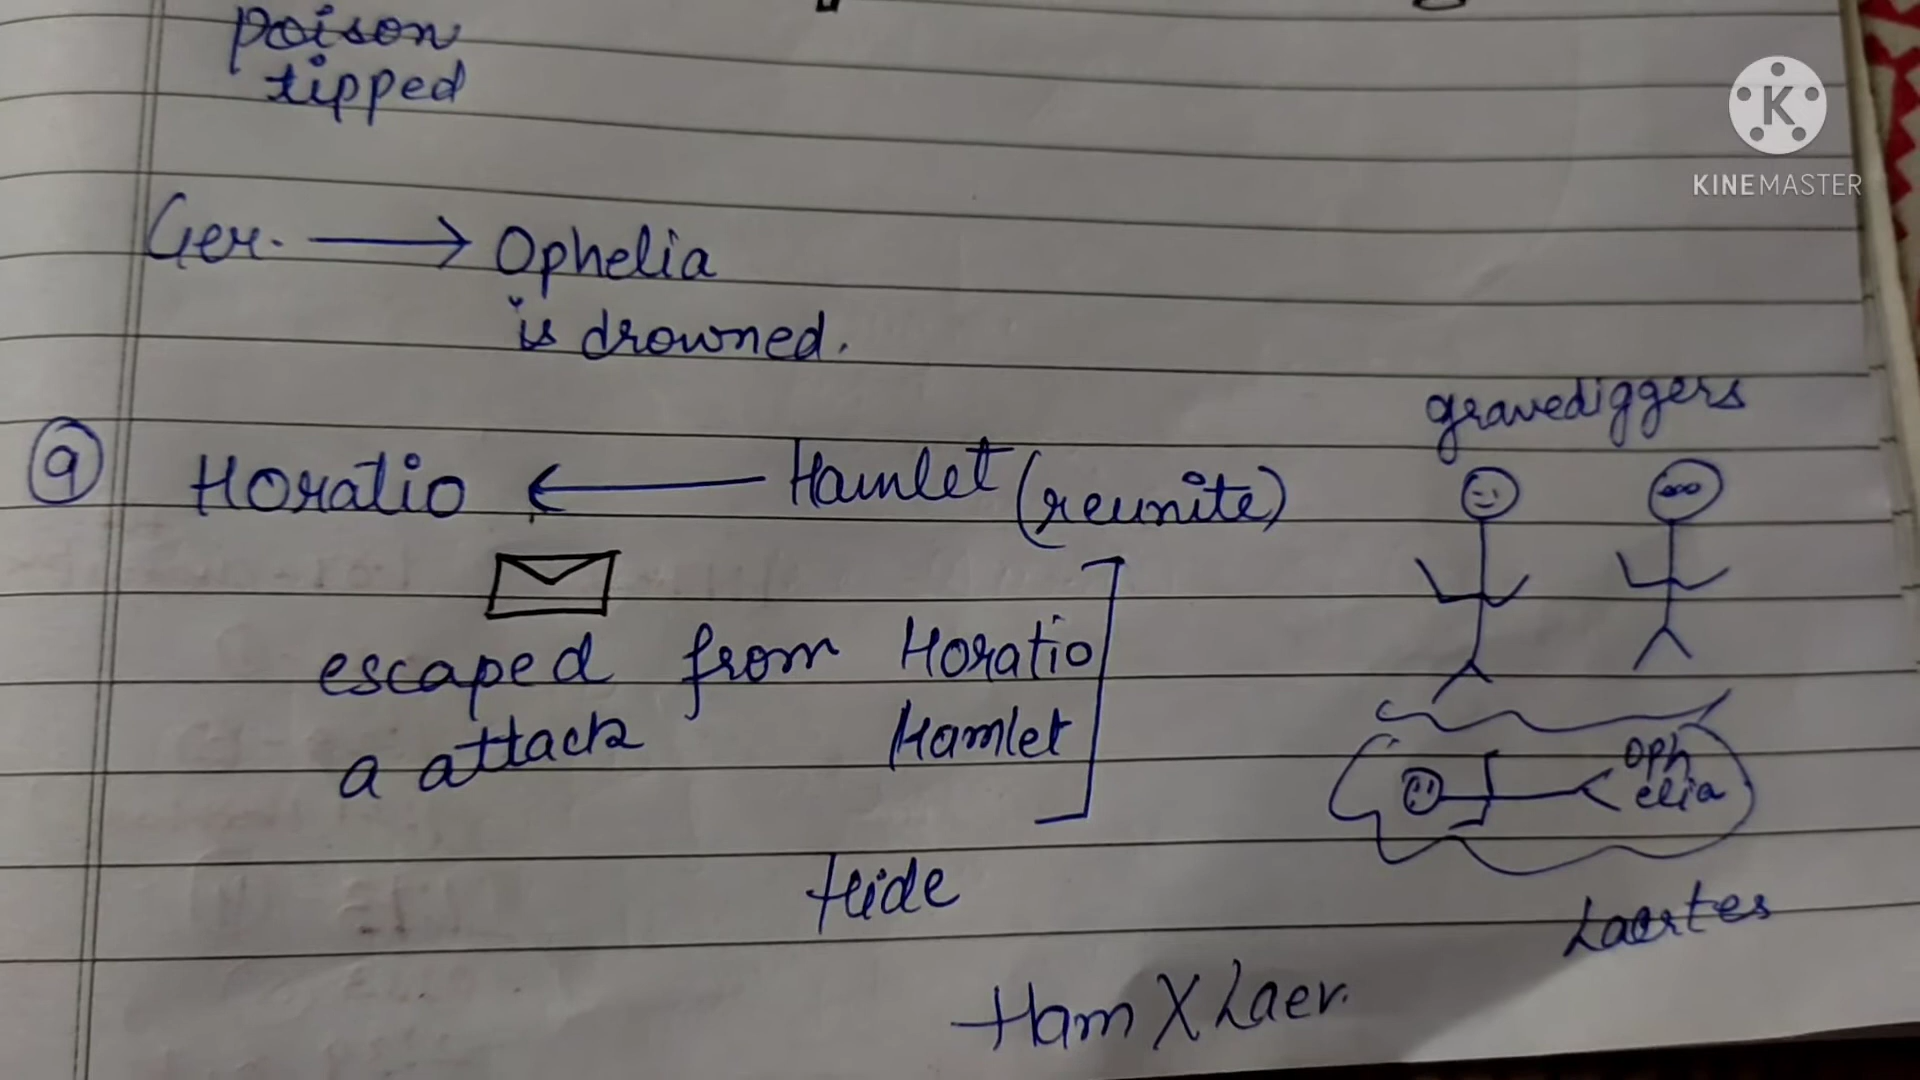 poison
tipped
Ger. → Ophelia
is drowned.
gravediggers
9 Horatio ← Hamlet (reunite)
escaped from Horatio
a attack Hamlet
Oph
elia
Hide
Laertes
Ham X Laer.
KINEMASTER